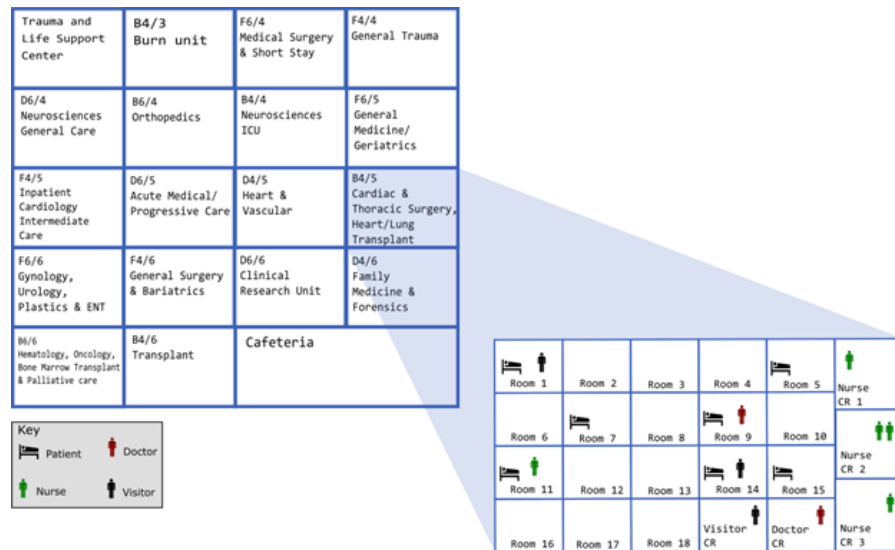 Trauma and
Life Support
Center
B4/3
Burn unit
F6/4
Medical Surgery
& Short Stay
F4/4
General Trauma
D6/4
Neurosciences
General Care
B6/4
Orthopedics
B4/4
Neurosciences
ICU
F6/5
General
Medicine/
Geriatrics
F4/5
Inpatient
Cardiology
Intermediate
Care
D6/5
Acute Medical/
Progressive Care
D4/5
Heart &
Vascular
B4/5
Cardiac &
Thoracic Surgery,
Heart/Lung
Transplant
F6/6
Gynology,
Urology,
Plastics & ENT
F4/6
General Surgery
& Bariatrics
D6/6
Clinical
Research Unit
D4/6
Family
Medicine &
Forensics
B6/6
Hematology, Oncology,
Bone Marrow Transplant
& Palliative care
B4/6
Transplant
Cafeteria
Key
Patient
Doctor
Nurse
Visitor
Room 1
Room 2
Room 3
Room 4
Room 5
Nurse
CR 1
Room 6
Room 7
Room 8
Room 9
Room 10
Nurse
CR 2
Room 11
Room 12
Room 13
Room 14
Room 15
Room 16
Room 17
Room 18
Visitor
CR
Doctor
CR
Nurse
CR 3